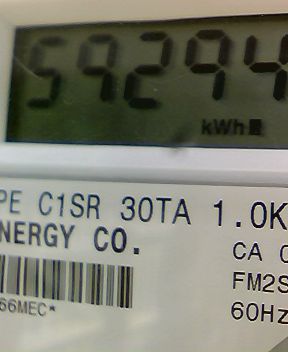 59294
kWh
PE C1SR 30TA 1.0K
NERGY CO.
CA
FM2S
60Hz
66MEC*